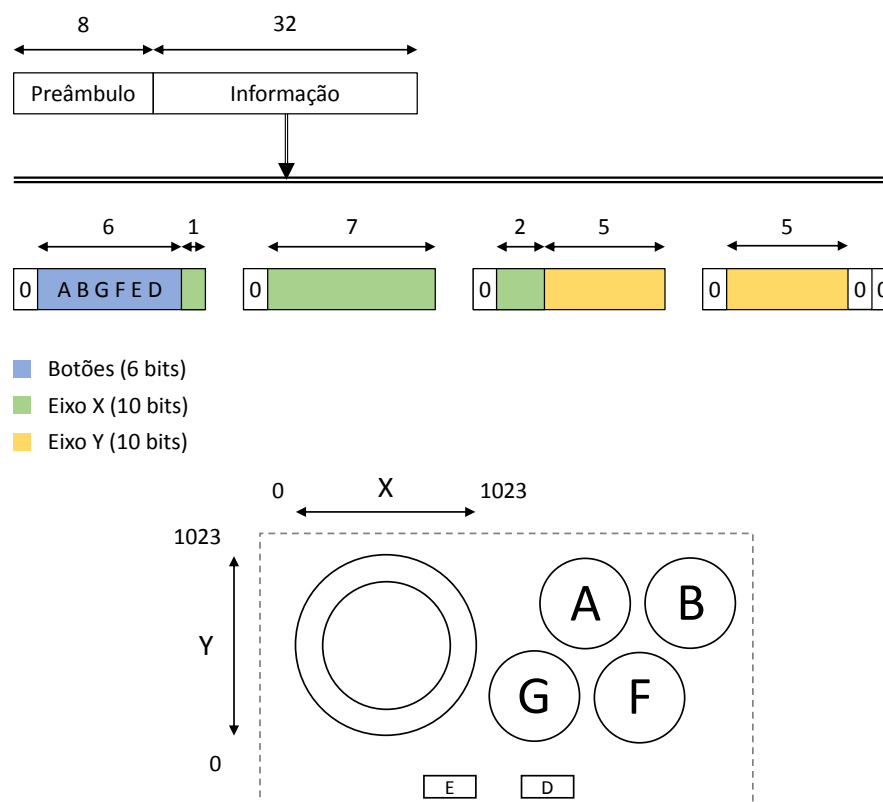 8 32
Preâmbulo Informação
6 1 7 2 5 5
0 A B G F E D 0 0 0 0 0
Botões (6 bits)
Eixo X (10 bits)
Eixo Y (10 bits)
0 X 1023
1023
A B
Y
G F
0
E D